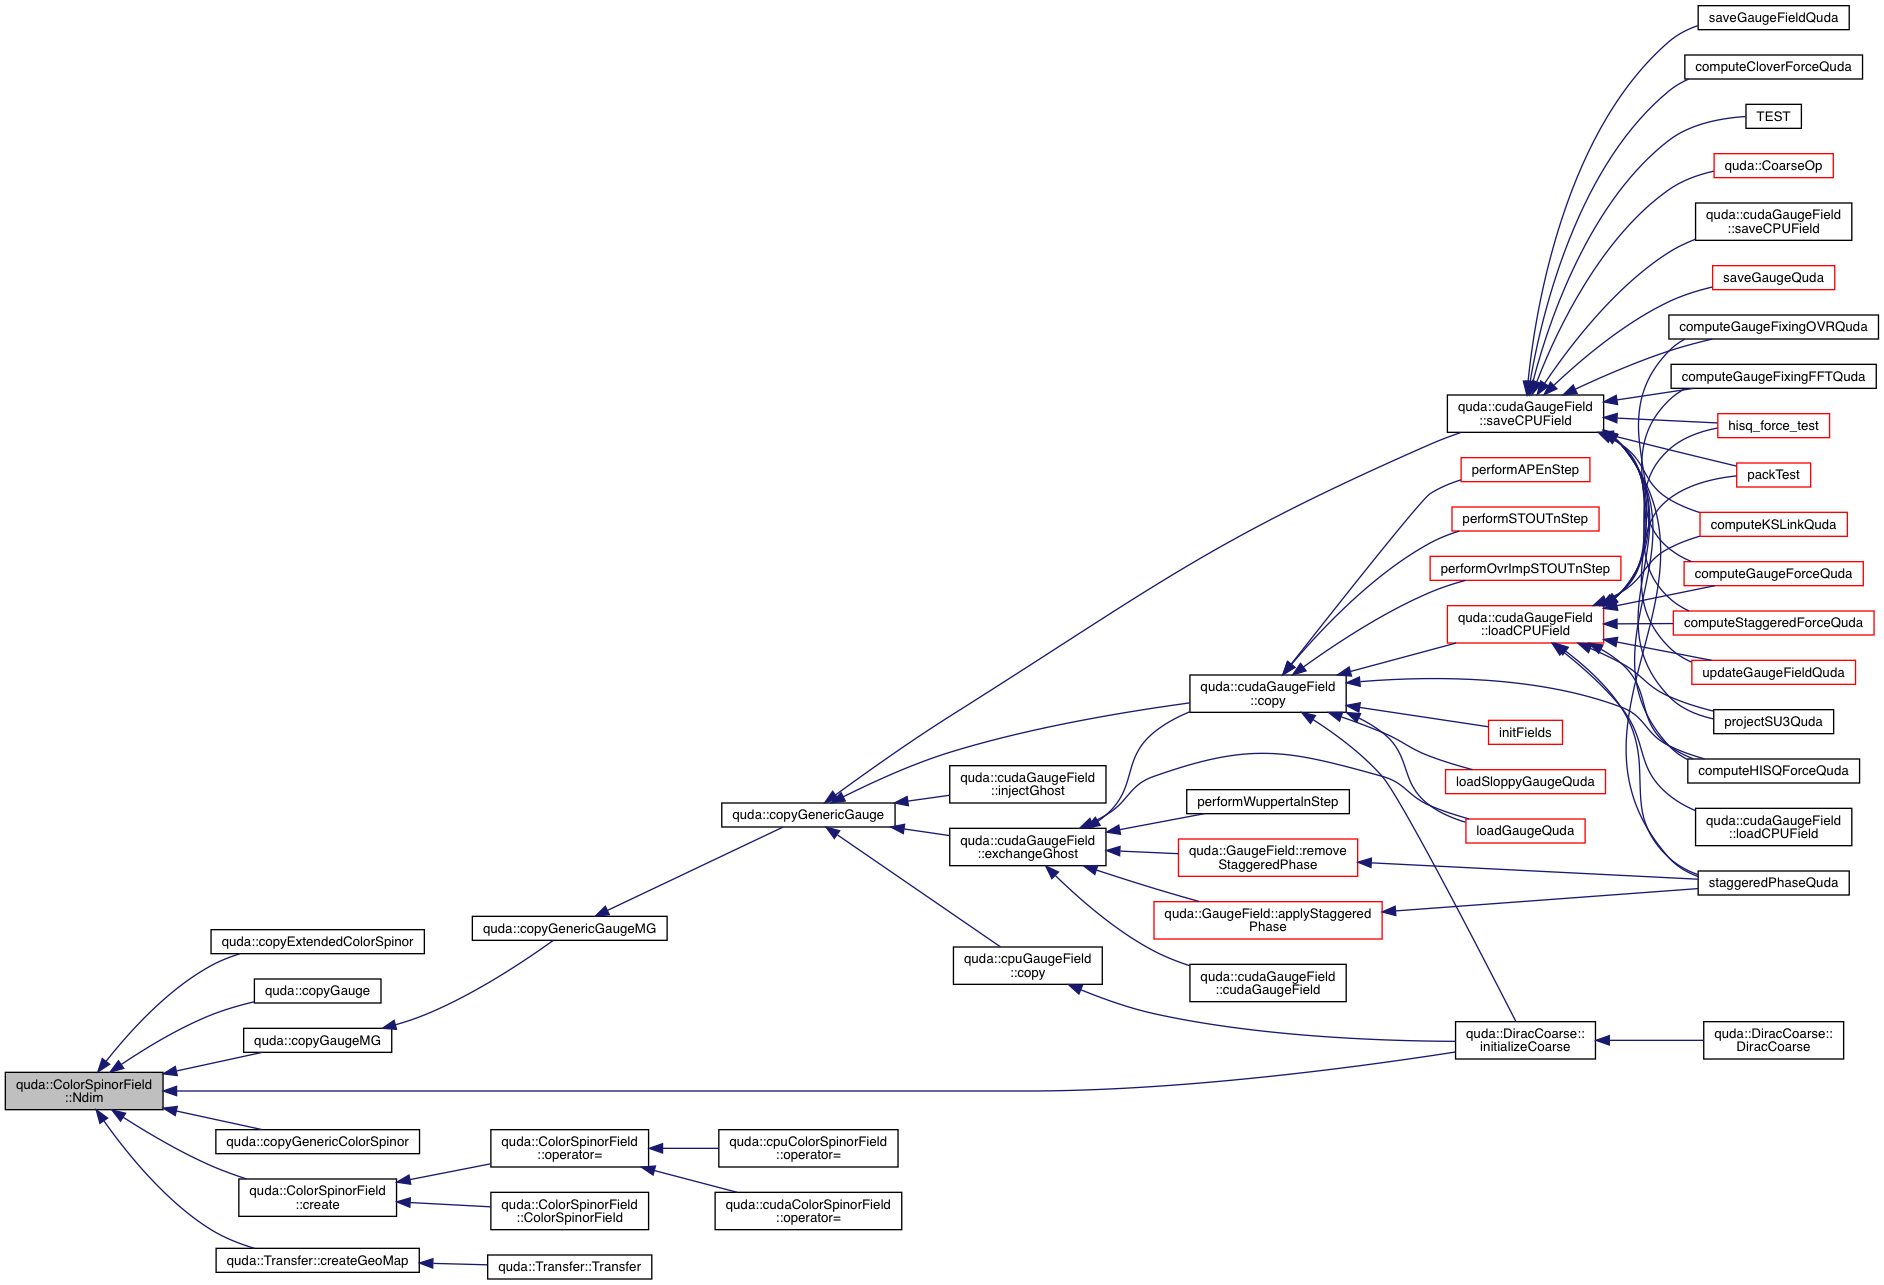 saveGaugeFieldQuda
computeCloverForceQuda
TEST
quda::CoarseOp
quda::cudaGaugeField
::saveCPUField
saveGaugeQuda
computeGaugeFixingOVRQuda
computeGaugeFixingFFTQuda
quda::cudaGaugeField
::saveCPUField
hisq_force_test
performAPEnStep
packTest
performSTOUTnStep
computeKSLinkQuda
performOvrImpSTOUTnStep
computeGaugeForceQuda
quda::cudaGaugeField
::loadCPUField
computeStaggeredForceQuda
updateGaugeFieldQuda
quda::cudaGaugeField
::copy
projectSU3Quda
initFields
computeHISQForceQuda
loadSloppyGaugeQuda
quda::cudaGaugeField
::injectGhost
performWuppertalnStep
quda::copyGenericGauge
quda::cudaGaugeField
::loadCPUField
loadGaugeQuda
quda::cudaGaugeField
::exchangeGhost
quda::GaugeField::remove
StaggeredPhase
staggeredPhaseQuda
quda::GaugeField::applyStaggered
Phase
quda::copyGenericGaugeMG
quda::copyExtendedColorSpinor
quda::cpuGaugeField
::copy
quda::cudaGaugeField
::cudaGaugeField
quda::copyGauge
quda::copyGaugeMG
quda::DiracCoarse::
initializeCoarse
quda::DiracCoarse::
DiracCoarse
quda::ColorSpinorField
::Ndim
quda::copyGenericColorSpinor
quda::ColorSpinorField
::operator=
quda::cpuColorSpinorField
::operator=
quda::ColorSpinorField
::create
quda::ColorSpinorField
::ColorSpinorField
quda::cudaColorSpinorField
::operator=
quda::Transfer::createGeoMap
quda::Transfer::Transfer